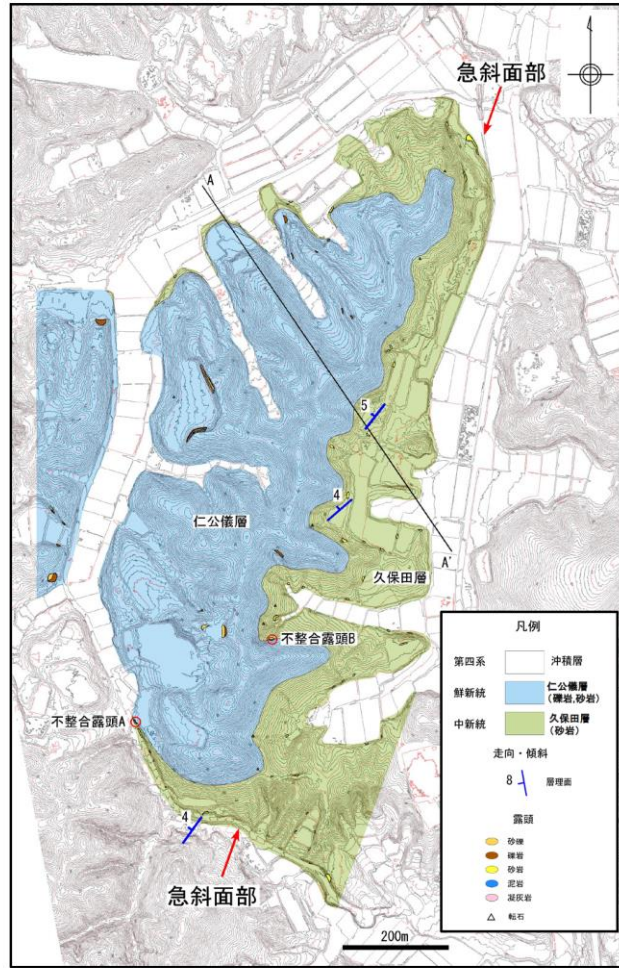 急斜面部
A
5
4
仁公儀層
久保田層
A'
不整合露頭B
不整合露頭A
4
急斜面部
凡例
第四系 沖積層
鮮新統 仁公儀層
(礫岩,砂岩)
中新統 久保田層
(砂岩)
走向・傾斜
8 層理面
露頭
砂礫
礫岩
砂岩
泥岩
凝灰岩
転石
200m